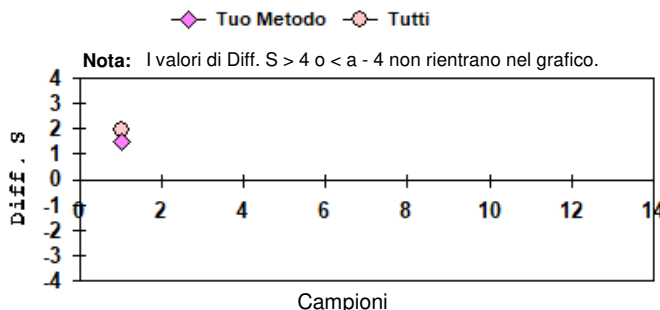 Tuo Metodo Tutti
Nota: I valori di Diff. S > 4 o < a - 4 non rientrano nel grafico.
4
3
2
1
0
-1
-2
-3
-4
Diff. S
0 2 4 6 8 10 12 14
Campioni